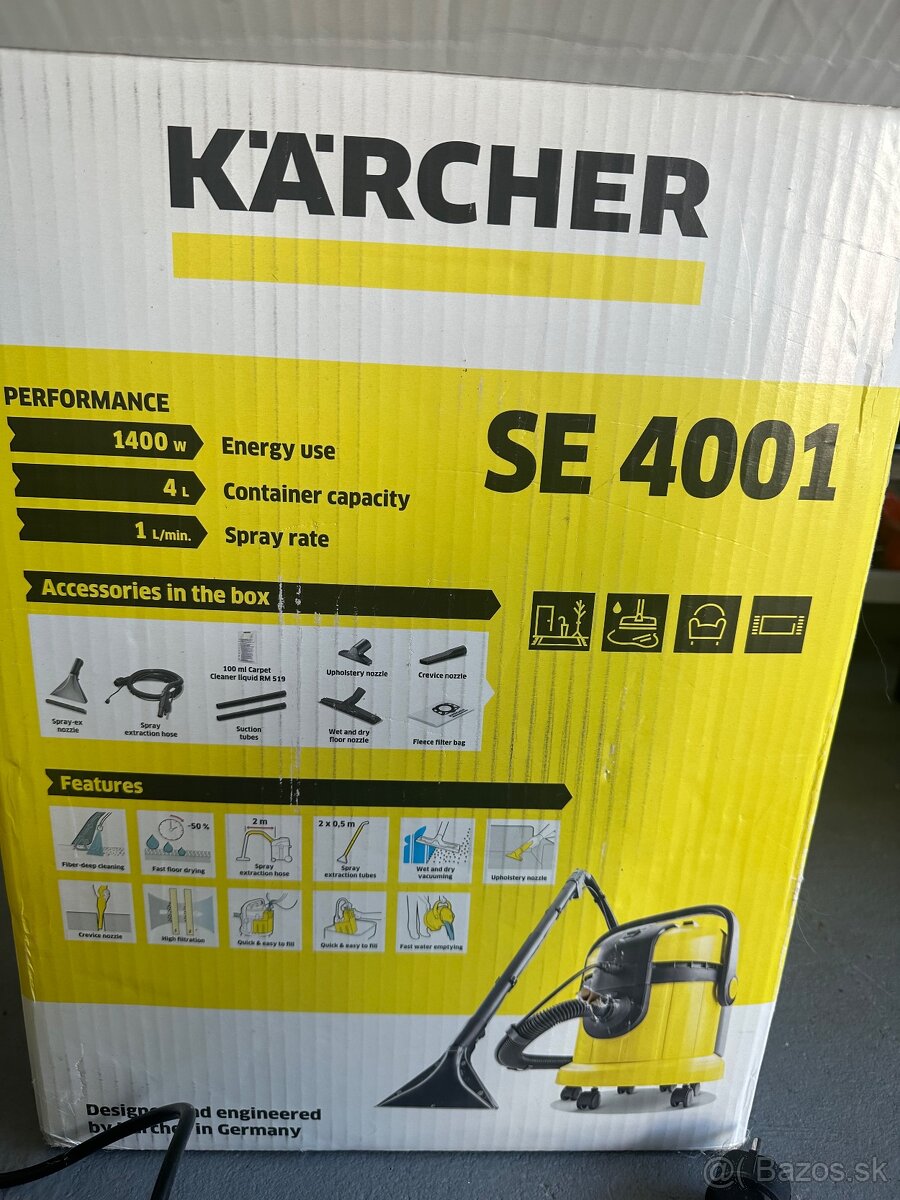 KÄRCHER
PERFORMANCE
1400 W Energy use
4 L Container capacity
1 L/min. Spray rate
SE 4001
Accessories in the box
Spray-ex
nozzle
Spray
extraction hose
100 ml Carpet
Cleaner liquid RM 519
Suction
tubes
Upholstery nozzle
Wet and dry
floor nozzle
Crevice nozzle
Fleece filter bag
Features
Fiber-deep cleaning
-50 %
Fast floor drying
2 m
Spray
extraction hose
2 x 0,5 m
Spray
extraction tubes
Wet and dry
vacuuming
Upholstery nozzle
Crevice nozzle
High filtration
Quick & easy to fill
Quick & easy to fill
Fast water emptying
and engineered
by in Germany
@ Bazos.sk